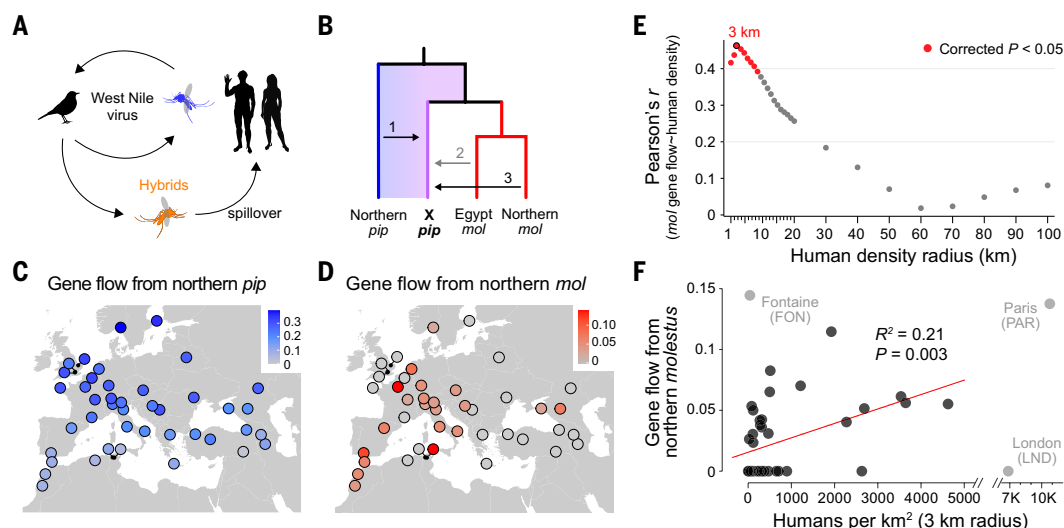 A
West Nile
virus
Hybrids
spillover
B
1
2
3
Northern
pip
X
pip
Egypt
mol
Northern
mol
C
Gene flow from northern pip
0.3
0.2
0.1
0
D
Gene flow from northern mol
0.10
0.05
0
E
3 km
Corrected P < 0.05
Pearson's r
(mol gene flow~human density)
0.4
0.3
0.2
0.1
0
1 10 20 30 40 50 60 70 80 90 100
Human density radius (km)
F
Gene flow from
northern molestus
0.15
0.10
0.05
0
Fontaine
(FON)
Paris
(PAR)
R² = 0.21
P = 0.003
London
(LND)
0 1000 2000 3000 4000 5000 7K 10K
Humans per km² (3 km radius)